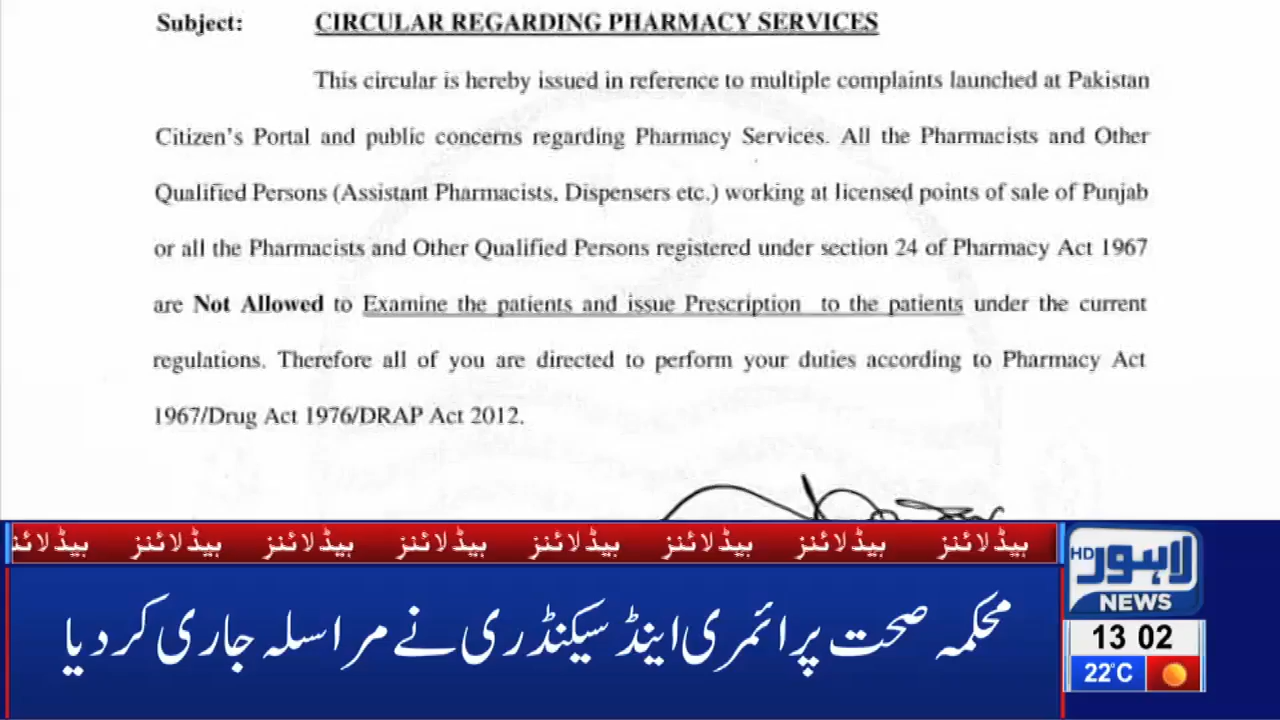 Subject: CIRCULAR REGARDING PHARMACY SERVICES
This circular is hereby issued in reference to multiple complaints launched at Pakistan
Citizen's Portal and public concerns regarding Pharmacy Services. All the Pharmacists and Other
Qualified Persons (Assistant Pharmacists, Dispensers etc.) working at licensed points of sale of Punjab
or all the Pharmacists and Other Qualified Persons registered under section 24 of Pharmacy Act 1967
are Not Allowed to Examine the patients and issue Prescription to the patients under the current
regulations. Therefore all of you are directed to perform your duties according to Pharmacy Act
1967/Drug Act 1976/DRAP Act 2012.
ہیڈلائنز ہیڈلائنز ہیڈلائنز ہیڈلائنز ہیڈلائنز ہیڈلائنز ہیڈلائنز ہیڈلائنز
محکمہ صحت پرائمری اینڈ سیکنڈری نے مراسلہ جاری کردیا
لاہور HD
NEWS
13 02
22°C